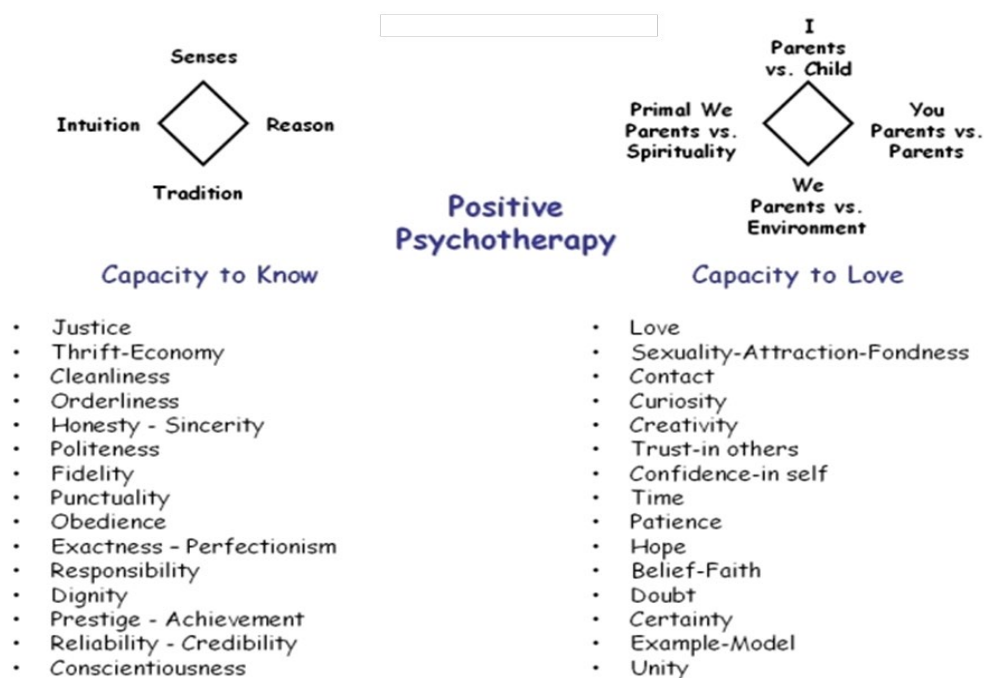 Senses
Intuition
Reason
Tradition
I
Parents
vs. Child
Primal We
Parents vs.
Spirituality
You
Parents vs.
Parents
We
Parents vs.
Environment
Positive
Psychotherapy
Capacity to Know
• Justice
• Thrift-Economy
• Cleanliness
• Orderliness
• Honesty - Sincerity
• Politeness
• Fidelity
• Punctuality
• Obedience
• Exactness – Perfectionism
• Responsibility
• Dignity
• Prestige - Achievement
• Reliability - Credibility
• Conscientiousness
Capacity to Love
• Love
• Sexuality-Attraction-Fondness
• Contact
• Curiosity
• Creativity
• Trust-in others
• Confidence-in self
• Time
• Patience
• Hope
• Belief-Faith
• Doubt
• Certainty
• Example-Model
• Unity